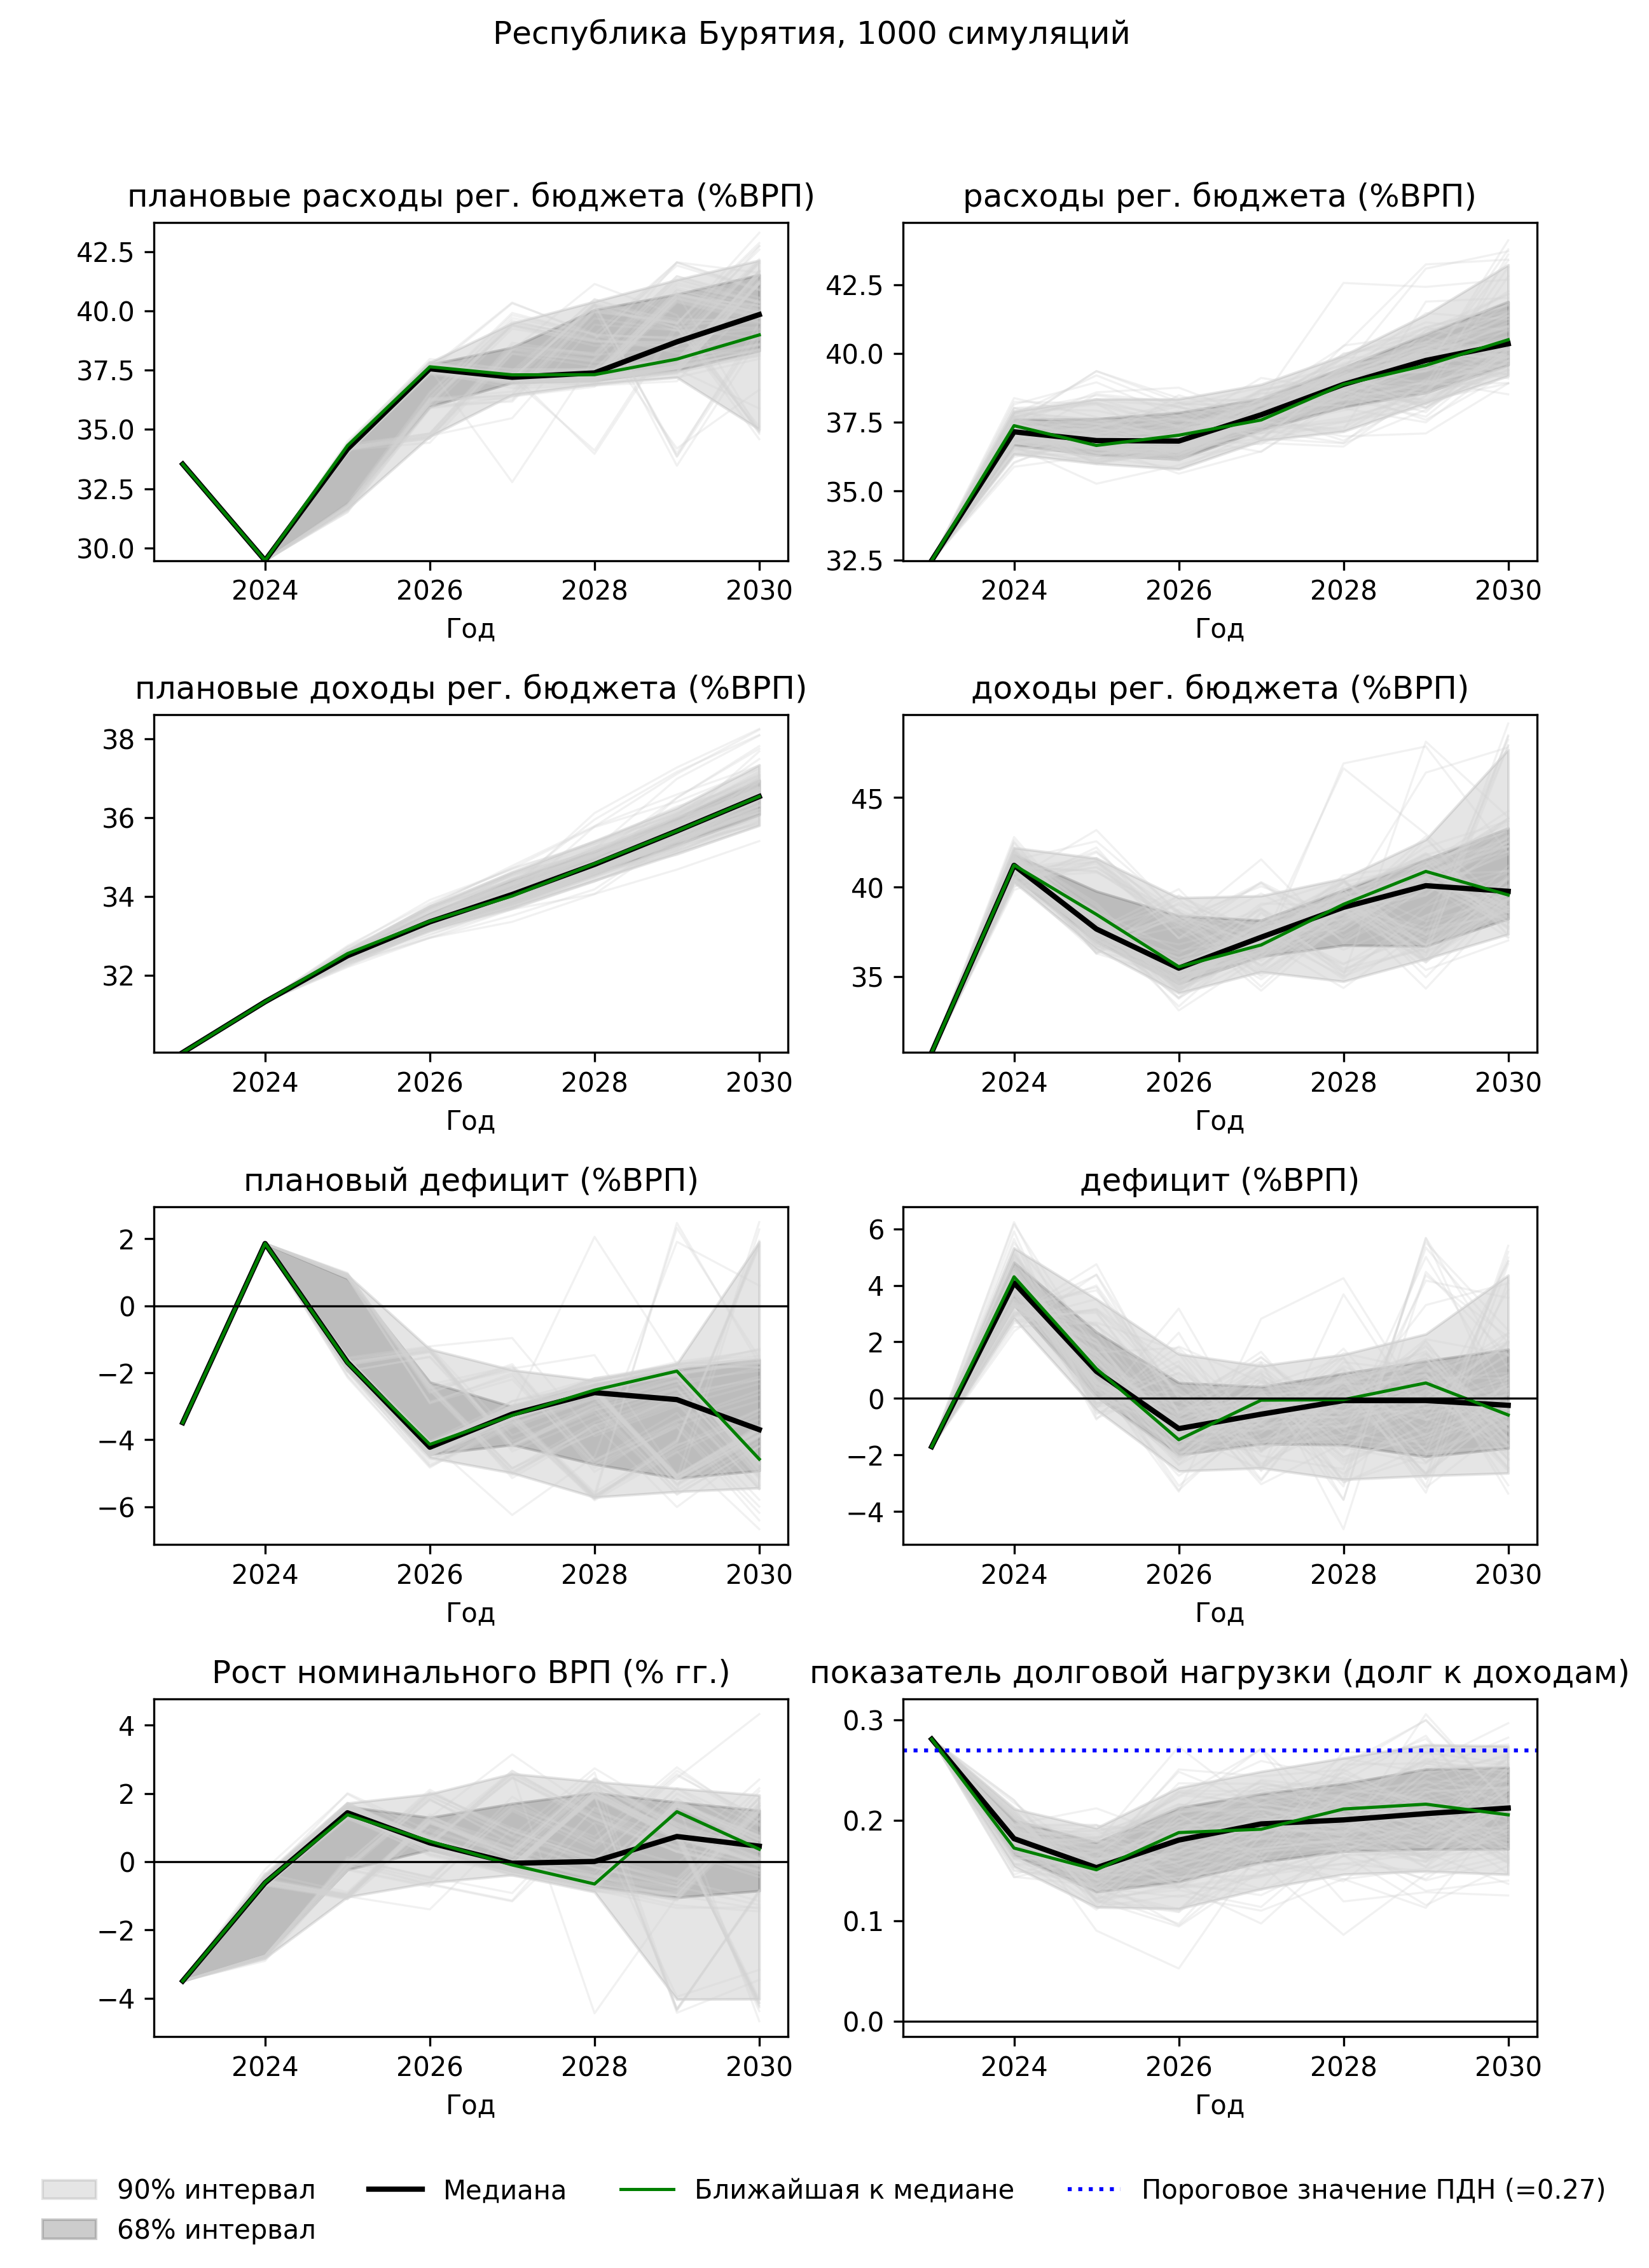 Республика Бурятия, 1000 симуляций
плановые расходы рег. бюджета (%ВРП)
42.5
40.0
37.5
35.0
32.5
30.0
2024 2026 2028 2030
Год
расходы рег. бюджета (%ВРП)
42.5
40.0
37.5
35.0
32.5
2024 2026 2028 2030
Год
плановые доходы рег. бюджета (%ВРП)
38
36
34
32
2024 2026 2028 2030
Год
доходы рег. бюджета (%ВРП)
45
40
35
2024 2026 2028 2030
Год
плановый дефицит (%ВРП)
2
0
−2
−4
−6
2024 2026 2028 2030
Год
дефицит (%ВРП)
6
4
2
0
−2
−4
2024 2026 2028 2030
Год
Рост номинального ВРП (% гг.)
4
2
0
−2
−4
2024 2026 2028 2030
Год
показатель долговой нагрузки (долг к доходам)
0.3
0.2
0.1
0.0
2024 2026 2028 2030
Год
90% интервал
68% интервал
Медиана
Ближайшая к медиане
Пороговое значение ПДН (=0.27)